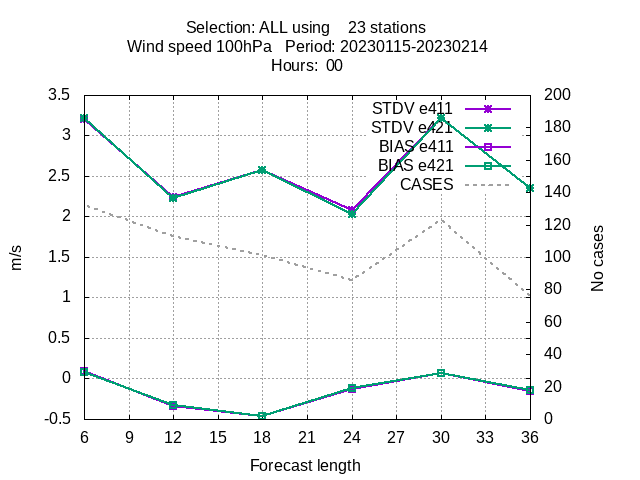 Selection: ALL using    23 stations
Wind speed 100hPa   Period: 20230115-20230214
Hours:  00
STDV e411
STDV e421
BIAS e411
BIAS e421
CASES
3.5
3
2.5
2
1.5
1
0.5
0
-0.5
m/s
200
180
160
140
120
100
80
60
40
20
0
No cases
6 9 12 15 18 21 24 27 30 33 36
Forecast length